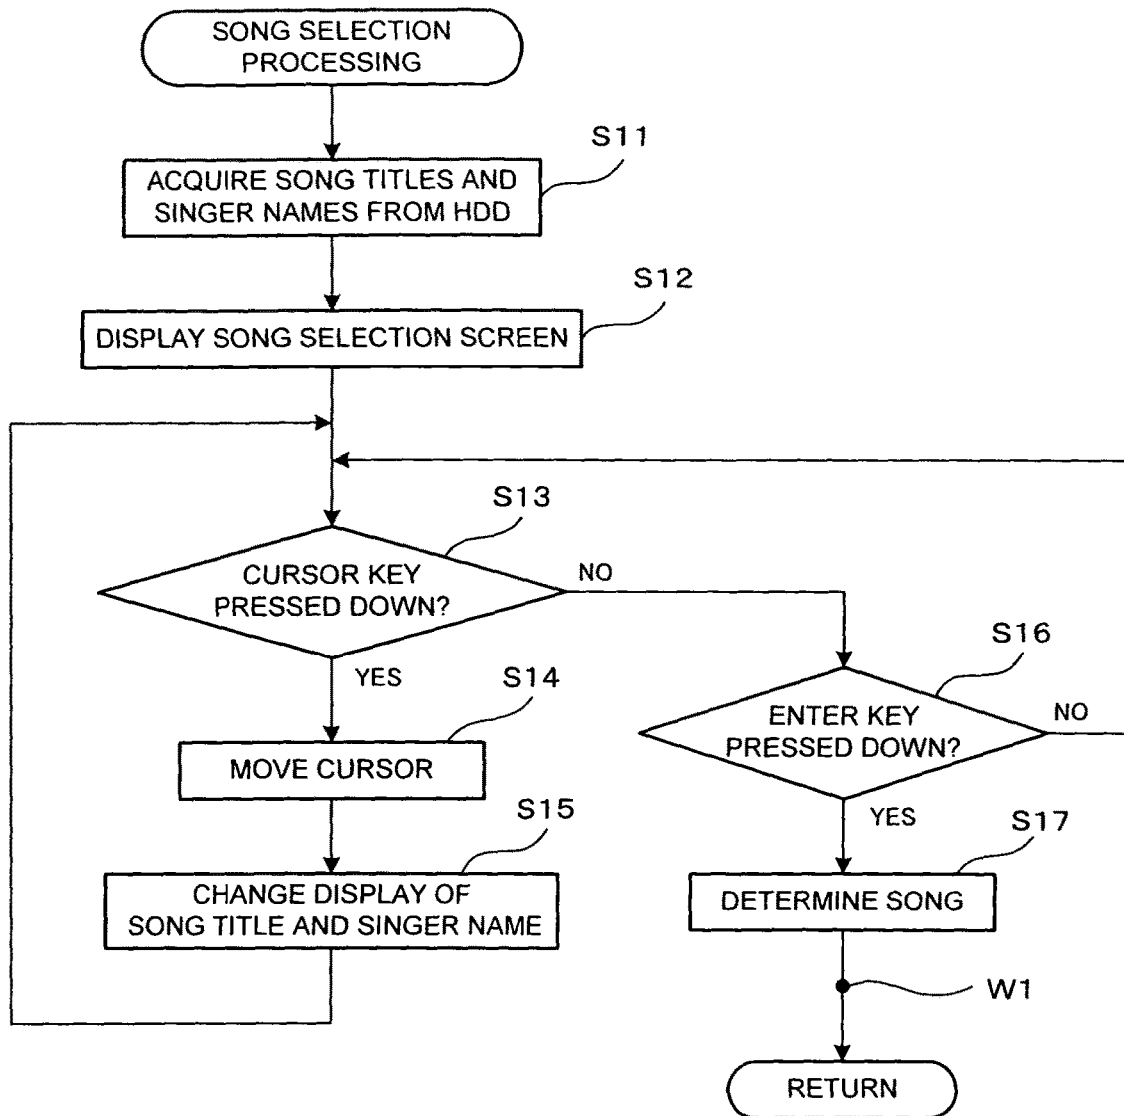 SONG SELECTION
PROCESSING
S11
ACQUIRE SONG TITLES AND
SINGER NAMES FROM HDD
S12
DISPLAY SONG SELECTION SCREEN
S13
CURSOR KEY
PRESSED DOWN?
NO
YES
S14
MOVE CURSOR
S15
CHANGE DISPLAY OF
SONG TITLE AND SINGER NAME
S16
ENTER KEY
PRESSED DOWN?
NO
YES
S17
DETERMINE SONG
W1
RETURN